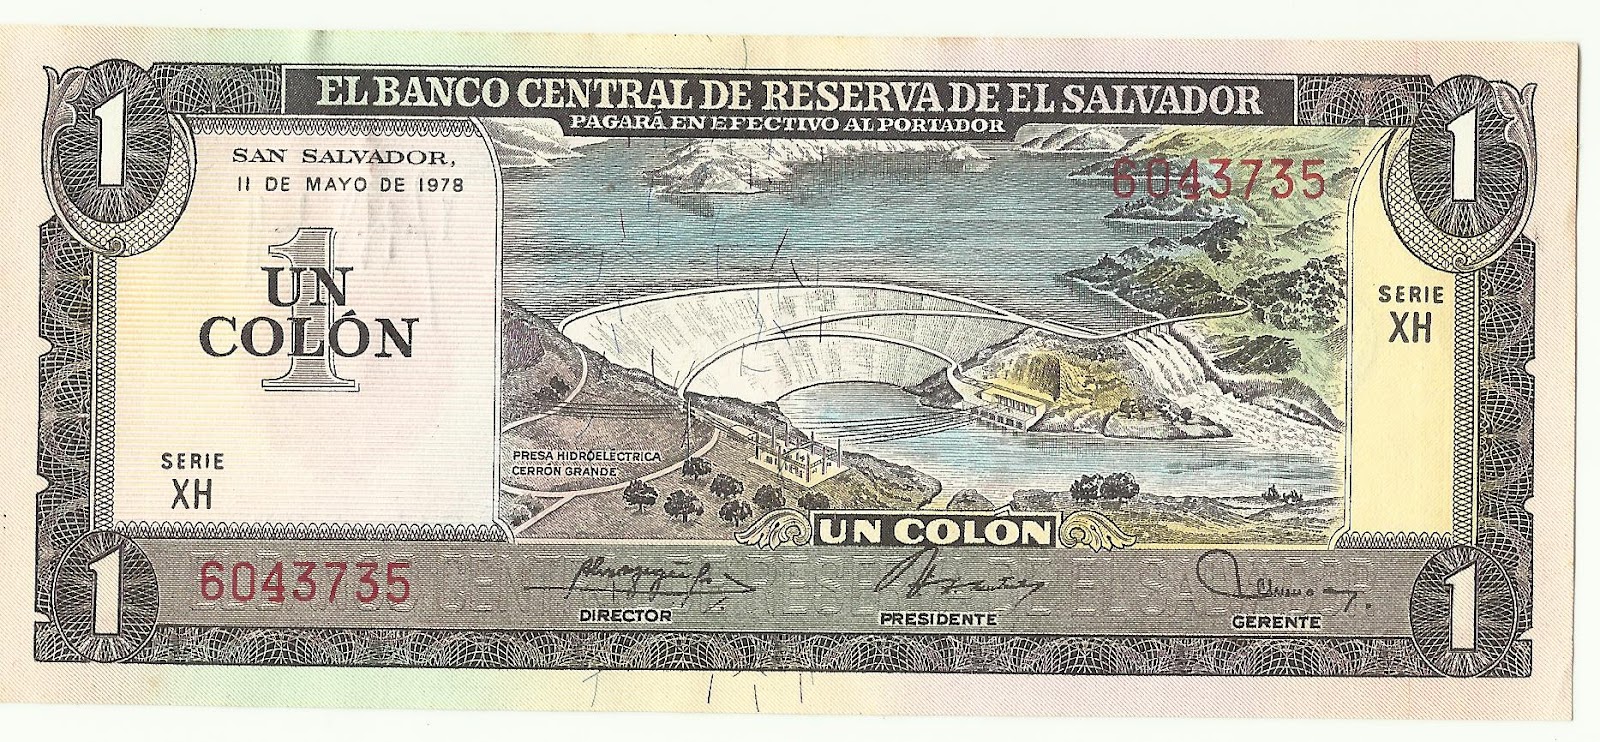 EL BANCO CENTRAL DE RESERVA DE EL SALVADOR
PAGARÁ EN EFECTIVO AL PORTADOR
1
1
SAN SALVADOR,
11 DE MAYO DE 1978
6043735
1
UN
COLÓN
SERIE
XH
SERIE
XH
PRESA HIDROELECTRICA
CERRON GRANDE
UN COLÓN
1
6043735
DIRECTOR
PRESIDENTE
GERENTE
1